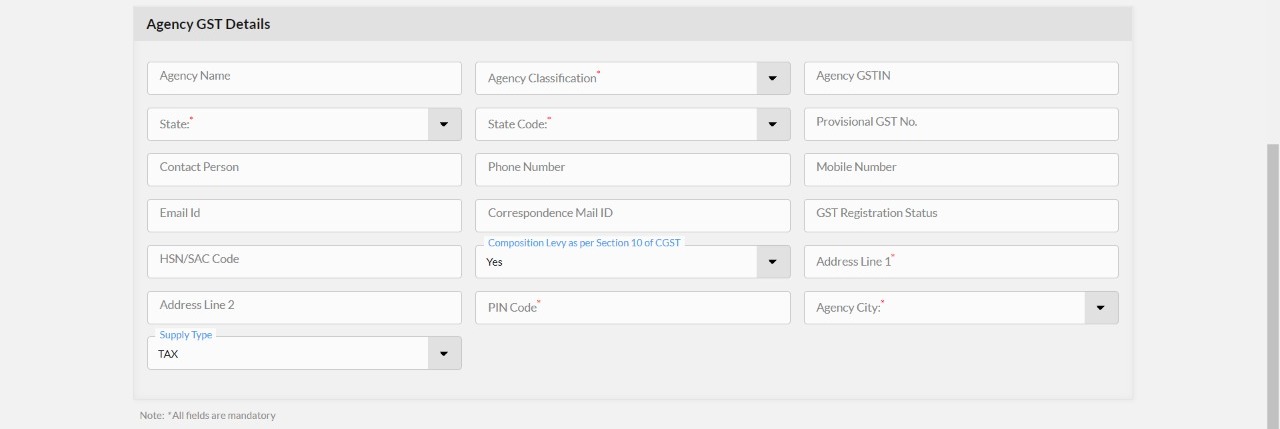 Agency GST Details
Agency Name
Agency Classification*
Agency GSTIN
State:*
State Code:*
Provisional GST No.
Contact Person
Phone Number
Mobile Number
Email Id
Correspondence Mail ID
GST Registration Status
HSN/SAC Code
Composition Levy as per Section 10 of CGST
Yes
Address Line 1*
Address Line 2
PIN Code*
Agency City:*
Supply Type
TAX
Note: *All fields are mandatory